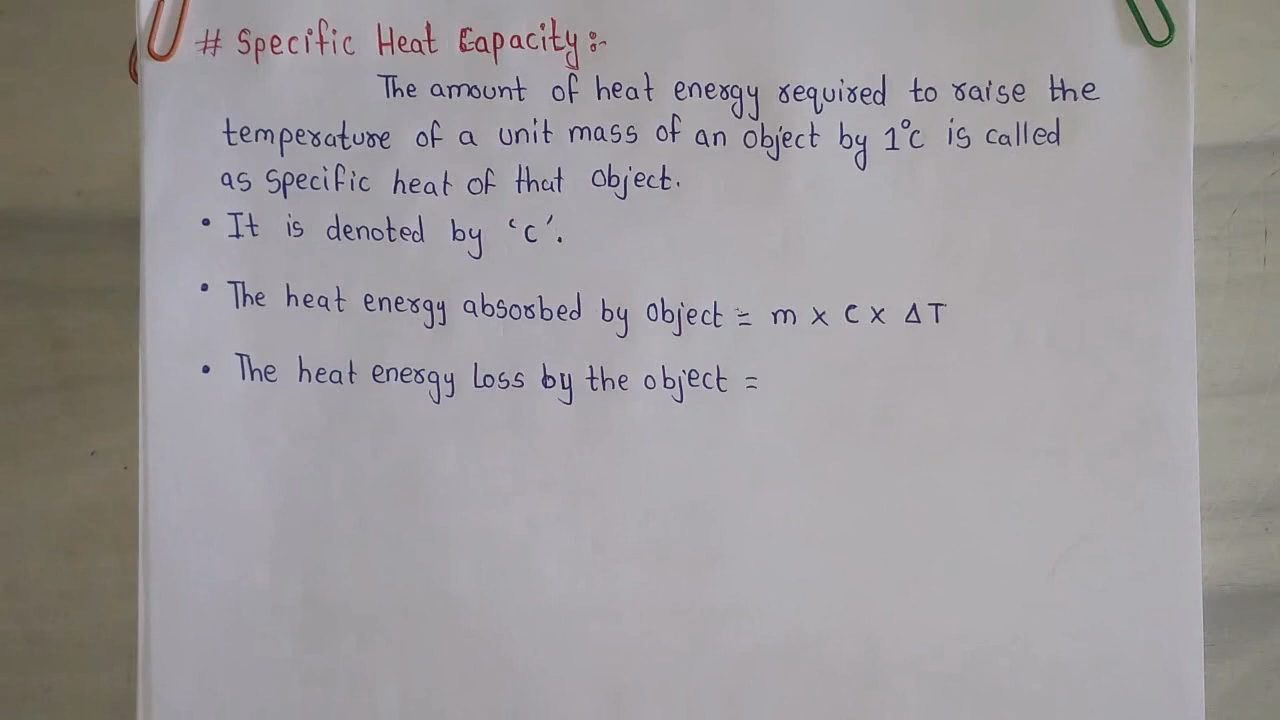 # Specific Heat Capacity :-
The amount of heat energy required to raise the
temperature of a unit mass of an object by 1°c is called
as specific heat of that object.
• It is denoted by 'c'.
• The heat energy absorbed by object = m x c x ΔT
• The heat energy Loss by the object =